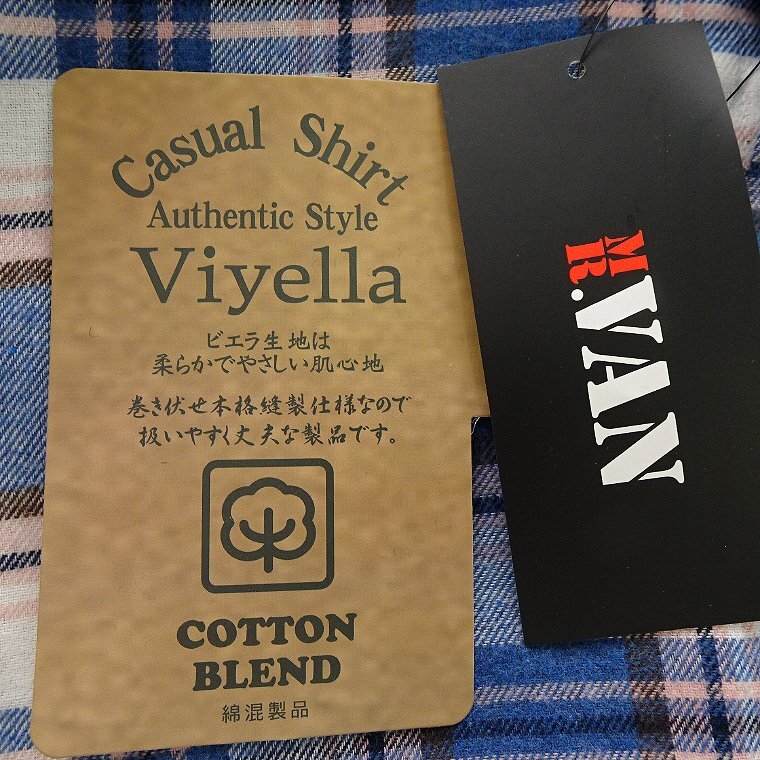 Casual Shirt
Authentic Style
Viyella
ビエラ生地は
柔らかでやさしい肌心地
巻き伏せ本格縫製仕様なので
扱いやすく丈夫な製品です。
COTTON
BLEND
綿混製品
MR.VAN